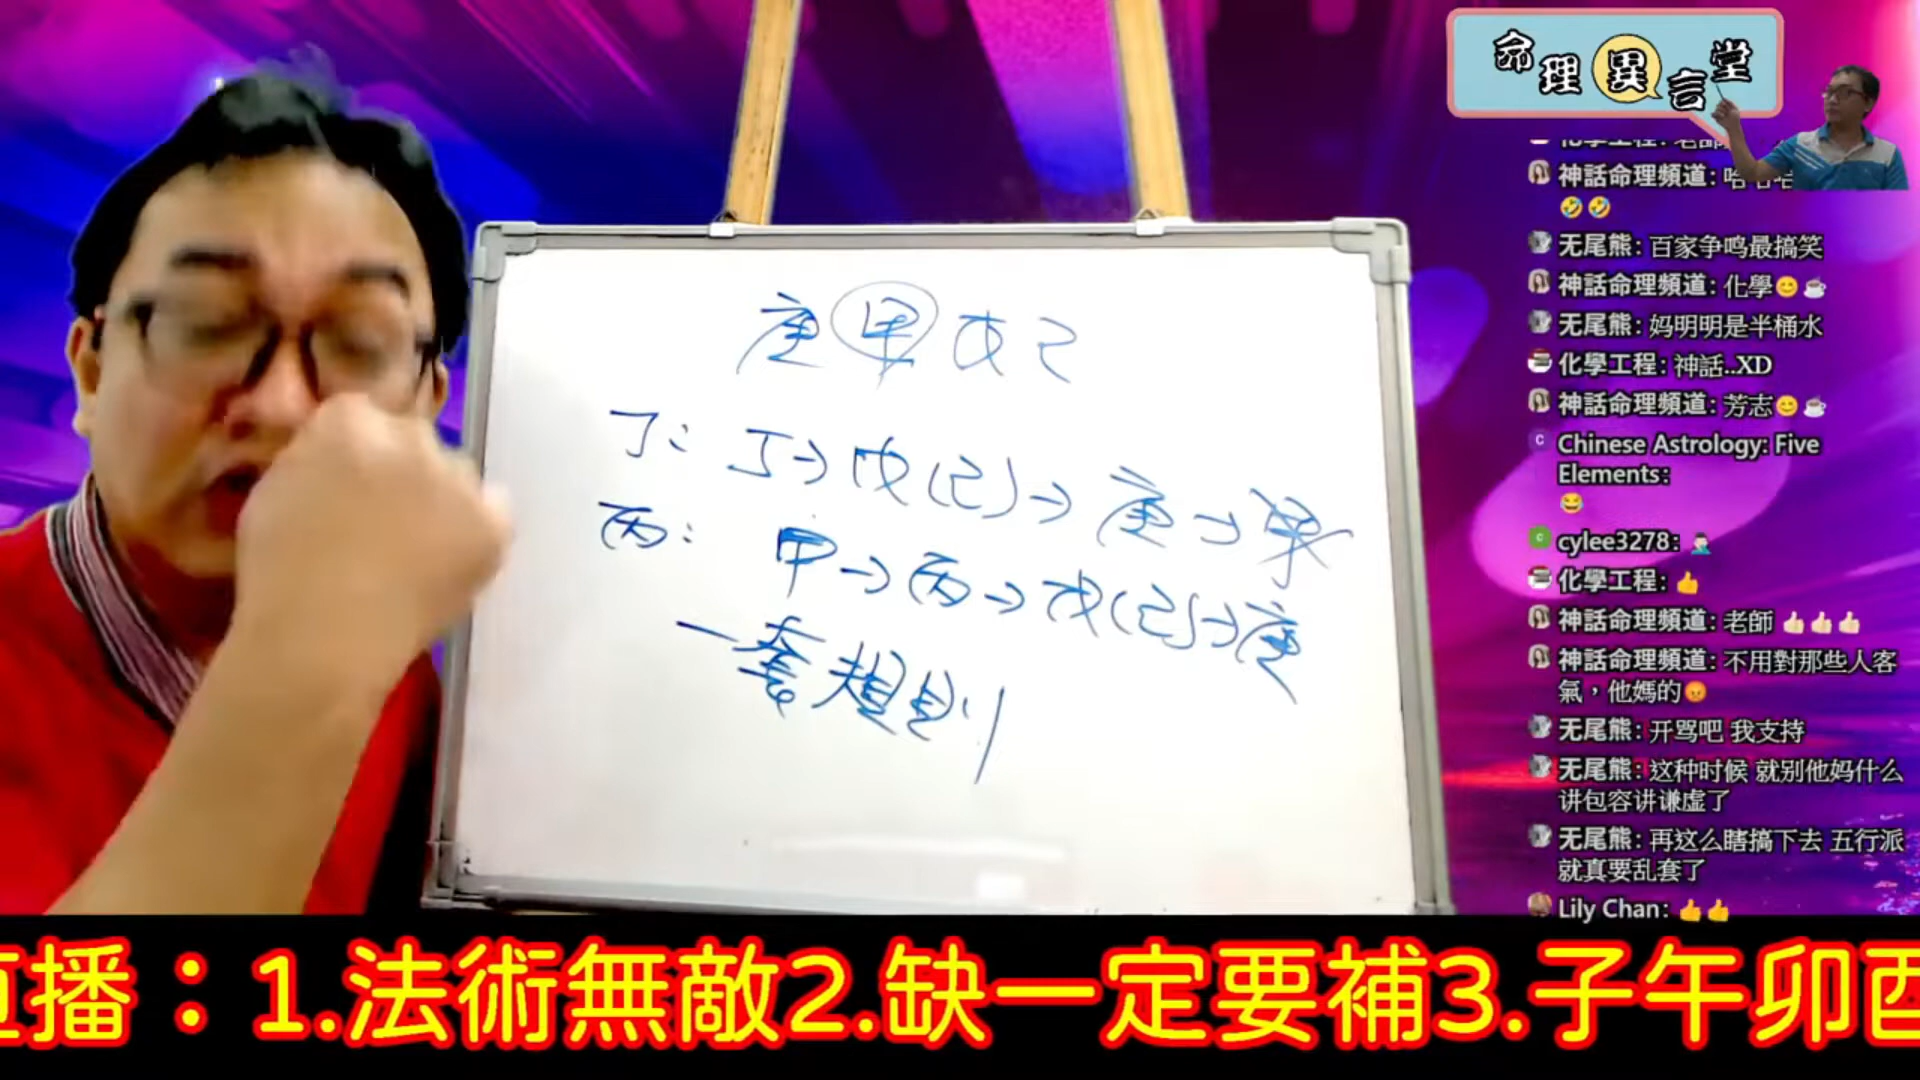 命理異言堂
神話命理頻道: 哈哈哈
🤣🤣
无尾熊: 百家争鸣最搞笑
神話命理頻道: 化學😊☕
无尾熊: 妈明明是半桶水
化學工程: 神話..XD
神話命理頻道: 芳志😊☕
Chinese Astrology: Five
Elements:
😆
cylee3278: 🤦🏻‍♂️
化學工程: 👍
神話命理頻道: 老師 👍🏻👍🏻👍🏻
神話命理頻道: 不用對那些人客
氣，他媽的😡
无尾熊: 开骂吧 我支持
无尾熊: 这种时候 就别他妈什么
讲包容讲谦虚了
无尾熊: 再这么瞎搞下去 五行派
就真要乱套了
Lily Chan: 👍👍
庚 戊己
丁: 丁→戊(己)→庚→
丙: 甲→丙→戊(己)→庚
一套規則
直播：1.法術無敵2.缺一定要補3.子午卯酉